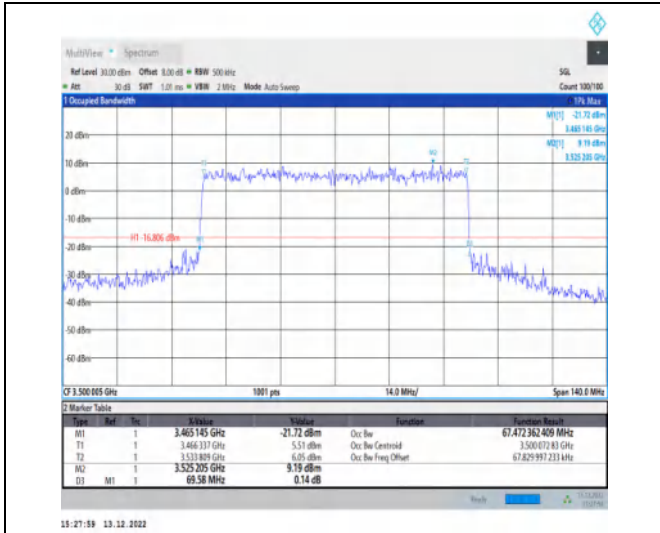 MultiView Spectrum
Ref Level 30.00 dBm Offset 8.00 dB RBW 500 kHz SGL
Att 30 dB SWT 1.01 ms VBW 2 MHz Mode Auto Sweep Count 100/100
1 Occupied Bandwidth 1Pk Max
M1[1] -21.72 dBm
3.465 145 GHz
M2[1] 9.19 dBm
3.525 205 GHz
20 dBm
M2
10 dBm
0 dBm
-10 dBm
H1 -16.806 dBm
M1
-20 dBm
-30 dBm
-40 dBm
-50 dBm
-60 dBm
CF 3.500 005 GHz 1001 pts 14.0 MHz/ Span 140.0 MHz
2 Marker Table
Type Ref Trc X-Value Y-Value Function Function Result
M1 1 3.465 145 GHz -21.72 dBm Occ Bw 67.472 362 409 MHz
T1 1 3.466 337 GHz 5.51 dBm Occ Bw Centroid 3.500 072 83 GHz
T2 1 3.533 809 GHz 6.05 dBm Occ Bw Freq Offset 67.829 997 233 kHz
M2 1 3.525 205 GHz 9.19 dBm
D3 M1 1 69.58 MHz 0.14 dB
Ready
15:27:59 13.12.2022